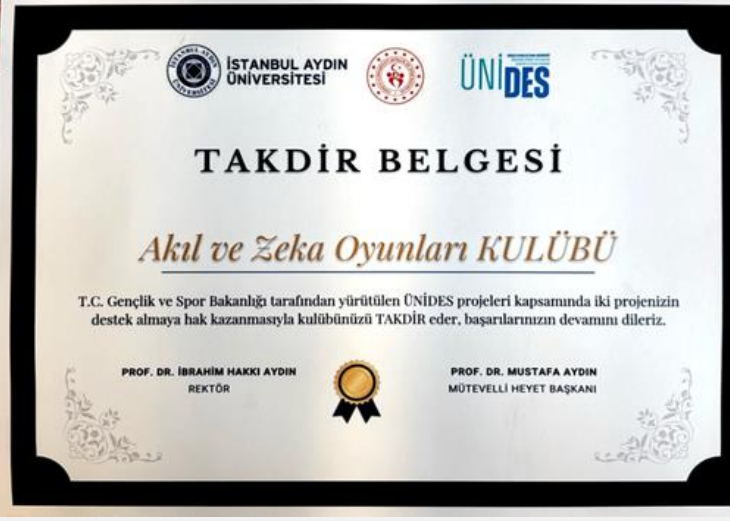 İSTANBUL AYDIN
ÜNİVERSİTESİ
ÜNİDES
TAKDİR BELGESİ
Akıl ve Zeka Oyunları KULÜBÜ
T.C. Gençlik ve Spor Bakanlığı tarafından yürütülen ÜNİDES projeleri kapsamında iki projenizin
destek almaya hak kazanmasıyla kulübünüzü TAKDİR eder, başarılarınızın devamını dileriz.
PROF. DR. İBRAHİM HAKKI AYDIN
REKTÖR
PROF. DR. MUSTAFA AYDIN
MÜTEVELLİ HEYET BAŞKANI